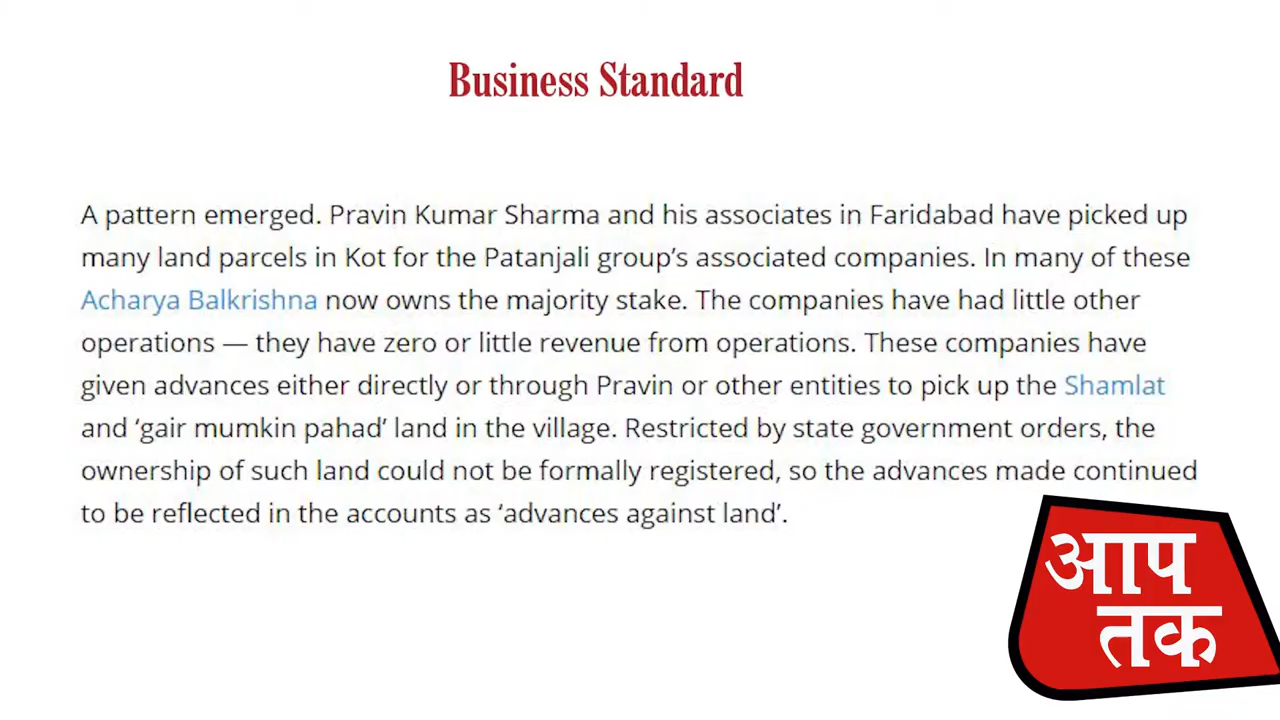 Business Standard
A pattern emerged. Pravin Kumar Sharma and his associates in Faridabad have picked up
many land parcels in Kot for the Patanjali group’s associated companies. In many of these
Acharya Balkrishna now owns the majority stake. The companies have had little other
operations — they have zero or little revenue from operations. These companies have
given advances either directly or through Pravin or other entities to pick up the Shamlat
and ‘gair mumkin pahad’ land in the village. Restricted by state government orders, the
ownership of such land could not be formally registered, so the advances made continued
to be reflected in the accounts as ‘advances against land’.
आप
तक